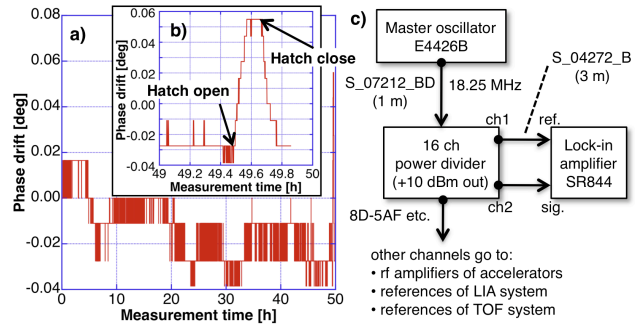 a)
Phase drift [deg]
0.08
0.06
0.04
0.02
0.00
-0.02
-0.04
0
10
20
30
40
50
Measurement time [h]
b)
Phase drift [deg]
0.06
0.04
0.02
0.00
-0.02
-0.04
49
49.2
49.4
49.6
49.8
50
Measurement time [h]
Hatch close
Hatch open
c)
Master oscillator
E4426B
S_04272_B
(3 m)
S_07212_BD
(1 m)
18.25 MHz
ch1
ref.
16 ch
power divider
(+10 dBm out)
Lock-in
amplifier
SR844
ch2
sig.
8D-5AF etc.
other channels go to:
• rf amplifiers of accelerators
• references of LIA system
• references of TOF system